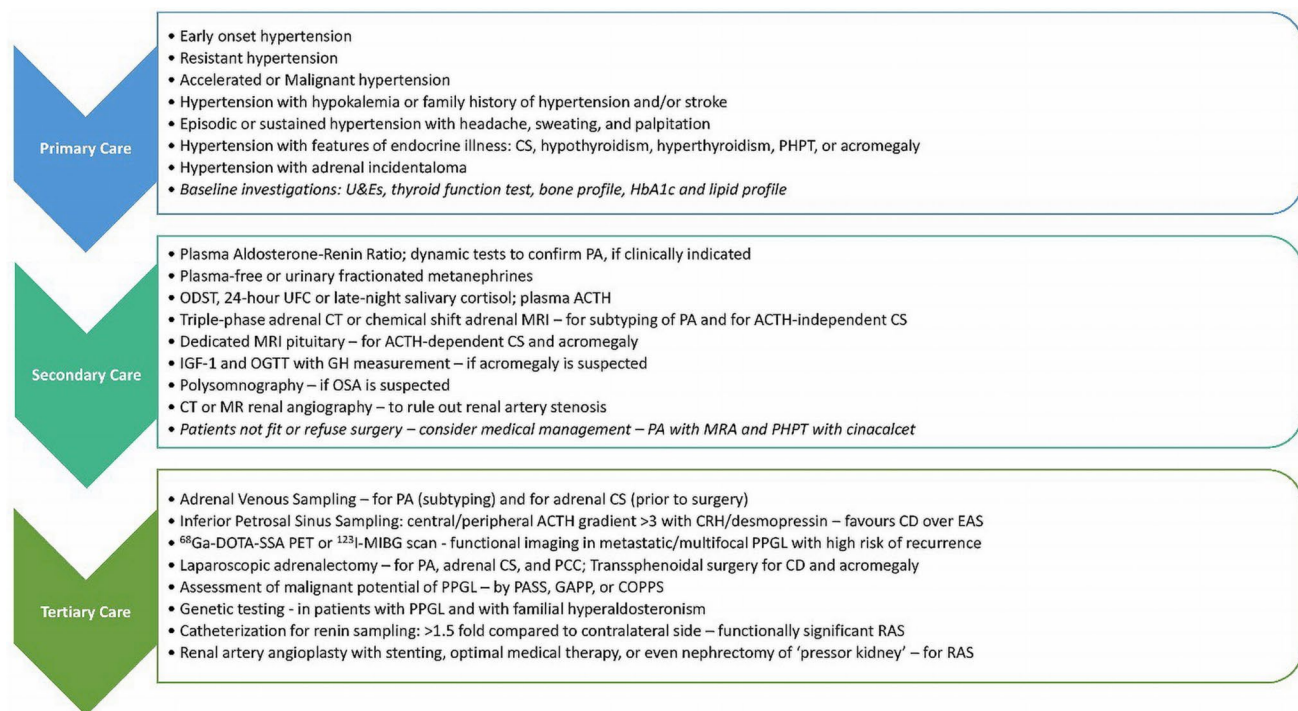 Primary Care
• Early onset hypertension
• Resistant hypertension
• Accelerated or Malignant hypertension
• Hypertension with hypokalemia or family history of hypertension and/or stroke
• Episodic or sustained hypertension with headache, sweating, and palpitation
• Hypertension with features of endocrine illness: CS, hypothyroidism, hyperthyroidism, PHPT, or acromegaly
• Hypertension with adrenal incidentaloma
• Baseline investigations: U&Es, thyroid function test, bone profile, HbA1c and lipid profile
Secondary Care
• Plasma Aldosterone-Renin Ratio; dynamic tests to confirm PA, if clinically indicated
• Plasma-free or urinary fractionated metanephrines
• ODST, 24-hour UFC or late-night salivary cortisol; plasma ACTH
• Triple-phase adrenal CT or chemical shift adrenal MRI – for subtyping of PA and for ACTH-independent CS
• Dedicated MRI pituitary – for ACTH-dependent CS and acromegaly
• IGF-1 and OGTT with GH measurement – if acromegaly is suspected
• Polysomnography – if OSA is suspected
• CT or MR renal angiography – to rule out renal artery stenosis
• Patients not fit or refuse surgery – consider medical management – PA with MRA and PHPT with cinacalcet
Tertiary Care
• Adrenal Venous Sampling – for PA (subtyping) and for adrenal CS (prior to surgery)
• Inferior Petrosal Sinus Sampling: central/peripheral ACTH gradient >3 with CRH/desmopressin – favours CD over EAS
• ⁶⁸Ga-DOTA-SSA PET or ¹²³I-MIBG scan - functional imaging in metastatic/multifocal PPGL with high risk of recurrence
• Laparoscopic adrenalectomy – for PA, adrenal CS, and PCC; Transsphenoidal surgery for CD and acromegaly
• Assessment of malignant potential of PPGL – by PASS, GAPP, or COPPS
• Genetic testing - in patients with PPGL and with familial hyperaldosteronism
• Catheterization for renin sampling: >1.5 fold compared to contralateral side – functionally significant RAS
• Renal artery angioplasty with stenting, optimal medical therapy, or even nephrectomy of ‘pressor kidney’ – for RAS